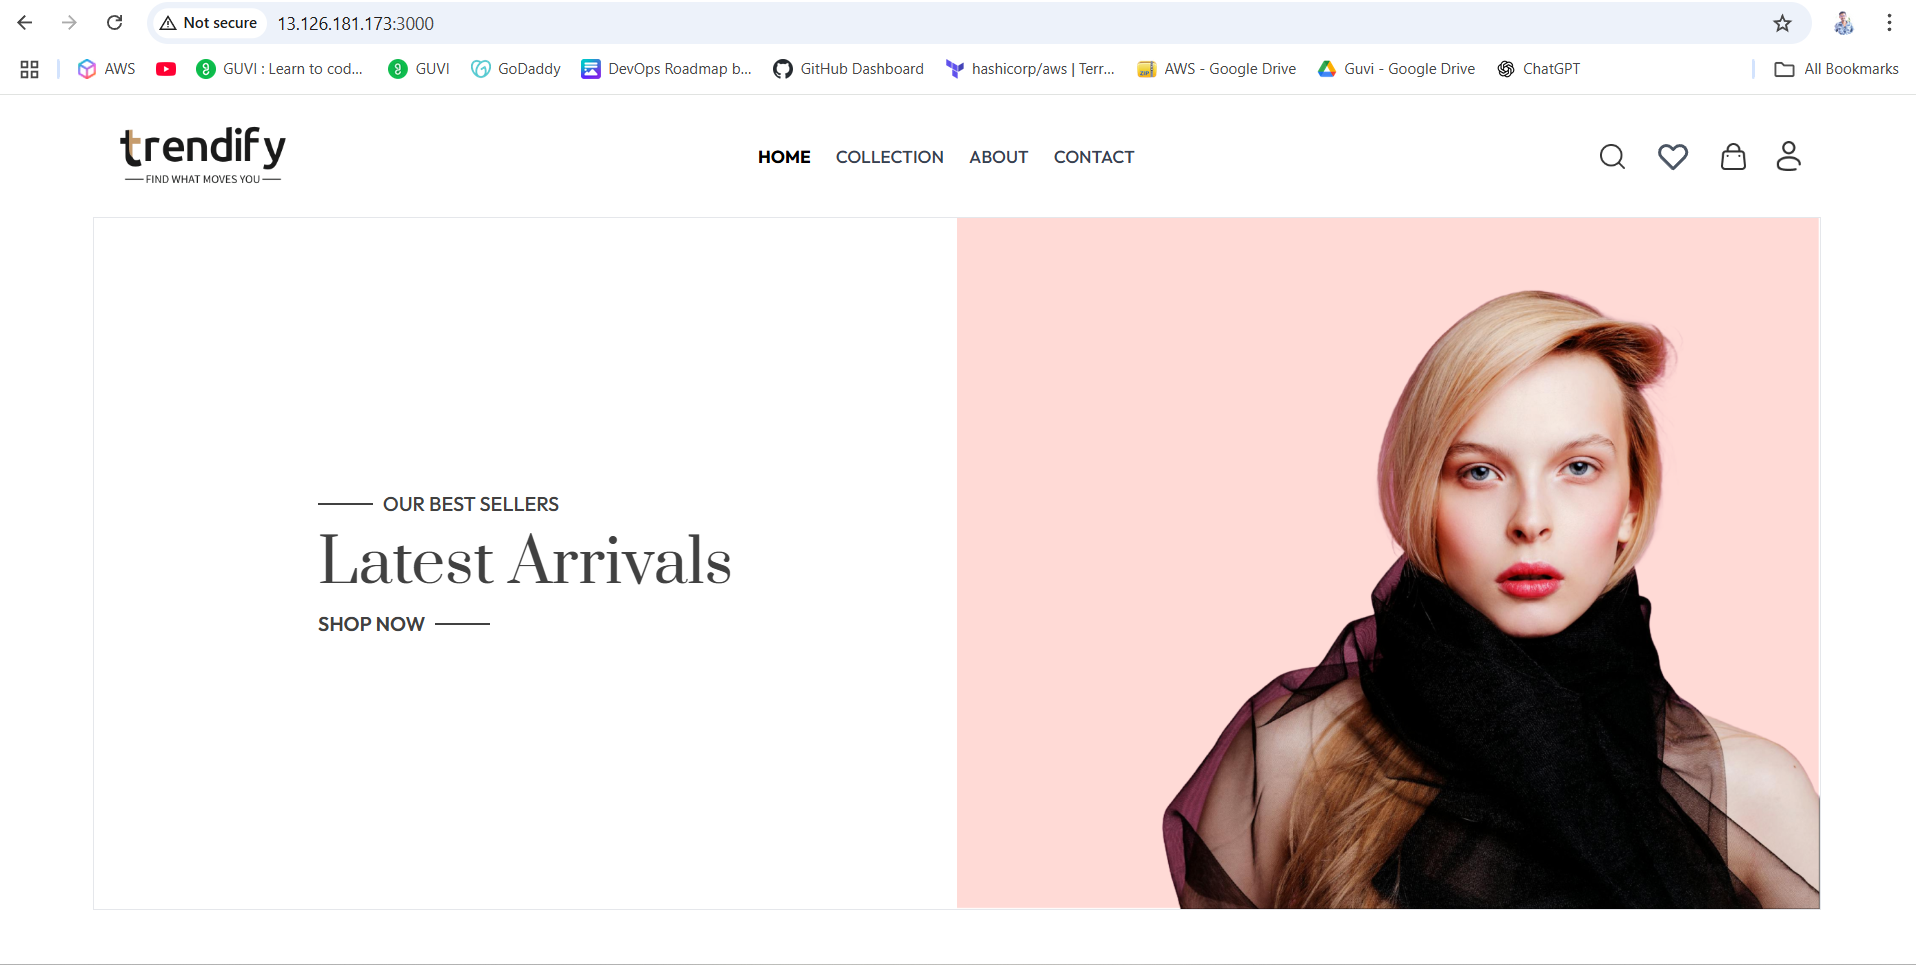 Not secure 13.126.181.173:3000
AWS GUVI : Learn to cod... GUVI GoDaddy DevOps Roadmap b... GitHub Dashboard hashicorp/aws | Terr... AWS - Google Drive Guvi - Google Drive ChatGPT All Bookmarks
trendify
FIND WHAT MOVES YOU
HOME COLLECTION ABOUT CONTACT
OUR BEST SELLERS
Latest Arrivals
SHOP NOW